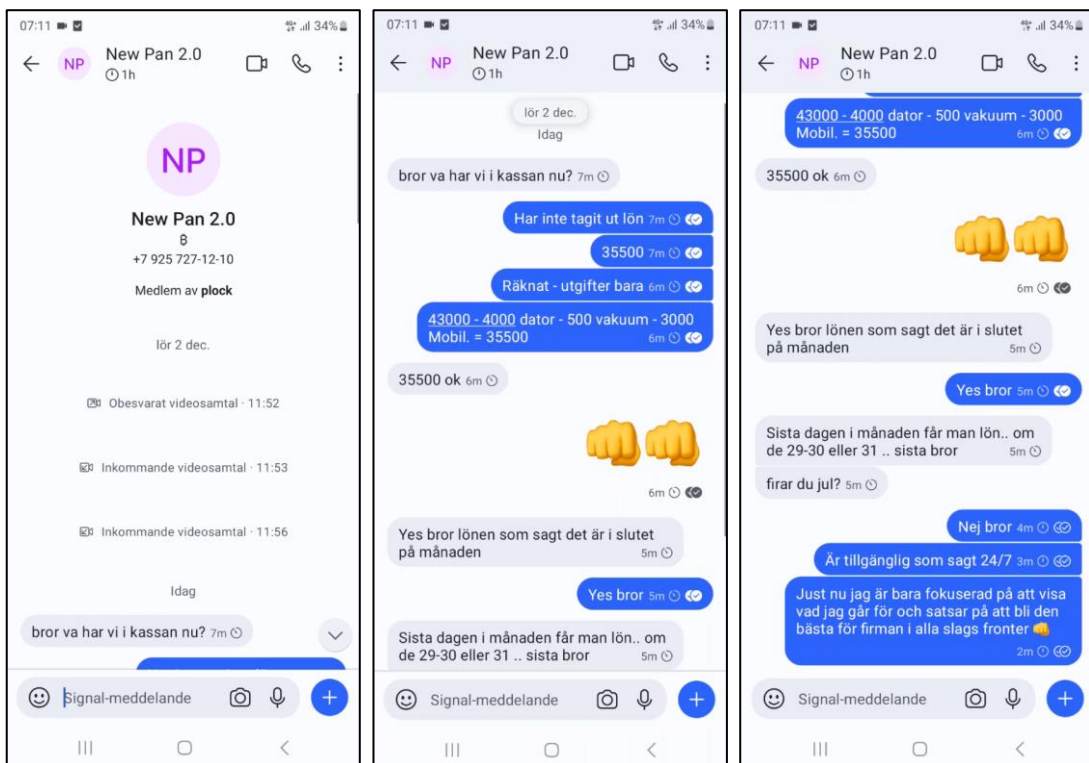 07:11
34%
NP
New Pan 2.0
1h
NP
New Pan 2.0
₿
+7 925 727-12-10
Medlem av plock
lör 2 dec.
Obesvarat videosamtal · 11:52
Inkommande videosamtal · 11:53
Inkommande videosamtal · 11:56
Idag
bror va har vi i kassan nu? 7m
Signal-meddelande
07:11
34%
NP
New Pan 2.0
1h
lör 2 dec.
Idag
bror va har vi i kassan nu? 7m
Har inte tagit ut lön 7m
35500 7m
Räknat - utgifter bara 6m
43000 - 4000 dator - 500 vakuum - 3000
Mobil. = 35500 6m
35500 ok 6m
👊👊
6m
Yes bror lönen som sagt det är i slutet
på månaden 5m
Yes bror 5m
Sista dagen i månaden får man lön.. om
de 29-30 eller 31 .. sista bror 5m
Signal-meddelande
07:11
34%
NP
New Pan 2.0
1h
43000 - 4000 dator - 500 vakuum - 3000
Mobil. = 35500 6m
35500 ok 6m
👊👊
6m
Yes bror lönen som sagt det är i slutet
på månaden 5m
Yes bror 5m
Sista dagen i månaden får man lön.. om
de 29-30 eller 31 .. sista bror 5m
firar du jul? 5m
Nej bror 4m
Är tillgänglig som sagt 24/7 3m
Just nu jag är bara fokuserad på att visa
vad jag går för och satsar på att bli den
bästa för firman i alla slags fronter 👊
2m
Signal-meddelande